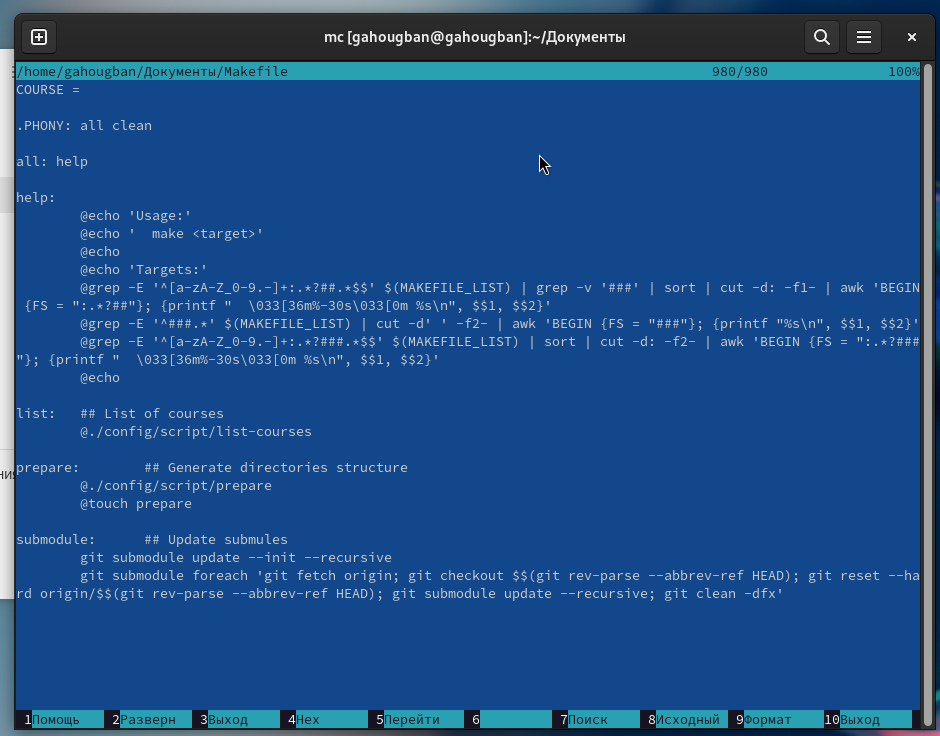 mc [gahougban@gahougban]:~/Документы
/home/gahougban/Документы/Makefile 980/980 100%
COURSE =
.PHONY: all clean
all: help
help:
@echo 'Usage:'
@echo '  make <target>'
@echo
@echo 'Targets:'
@grep -E '^[a-zA-Z_0-9.-]+:.*?##.*$$' $(MAKEFILE_LIST) | grep -v '###' | sort | cut -d: -f1- | awk 'BEGIN
{FS = ":.*?##"}; {printf "  \033[36m%-30s\033[0m %s\n", $$1, $$2}'
@grep -E '^###.*' $(MAKEFILE_LIST) | cut -d' ' -f2- | awk 'BEGIN {FS = "###"}; {printf "%s\n", $$1, $$2}'
@grep -E '^[a-zA-Z_0-9.-]+:.*?###.*$$' $(MAKEFILE_LIST) | sort | cut -d: -f2- | awk 'BEGIN {FS = ":.*?###
"}; {printf "  \033[36m%-30s\033[0m %s\n", $$1, $$2}'
@echo
list:   ## List of courses
@./config/script/list-courses
prepare:        ## Generate directories structure
@./config/script/prepare
@touch prepare
submodule:      ## Update submules
git submodule update --init --recursive
git submodule foreach 'git fetch origin; git checkout $$(git rev-parse --abbrev-ref HEAD); git reset --ha
rd origin/$$(git rev-parse --abbrev-ref HEAD); git submodule update --recursive; git clean -dfx'
1Помощь 2Разверн 3Выход 4Hex 5Перейти 6 7Поиск 8Исходный 9Формат 10Выход